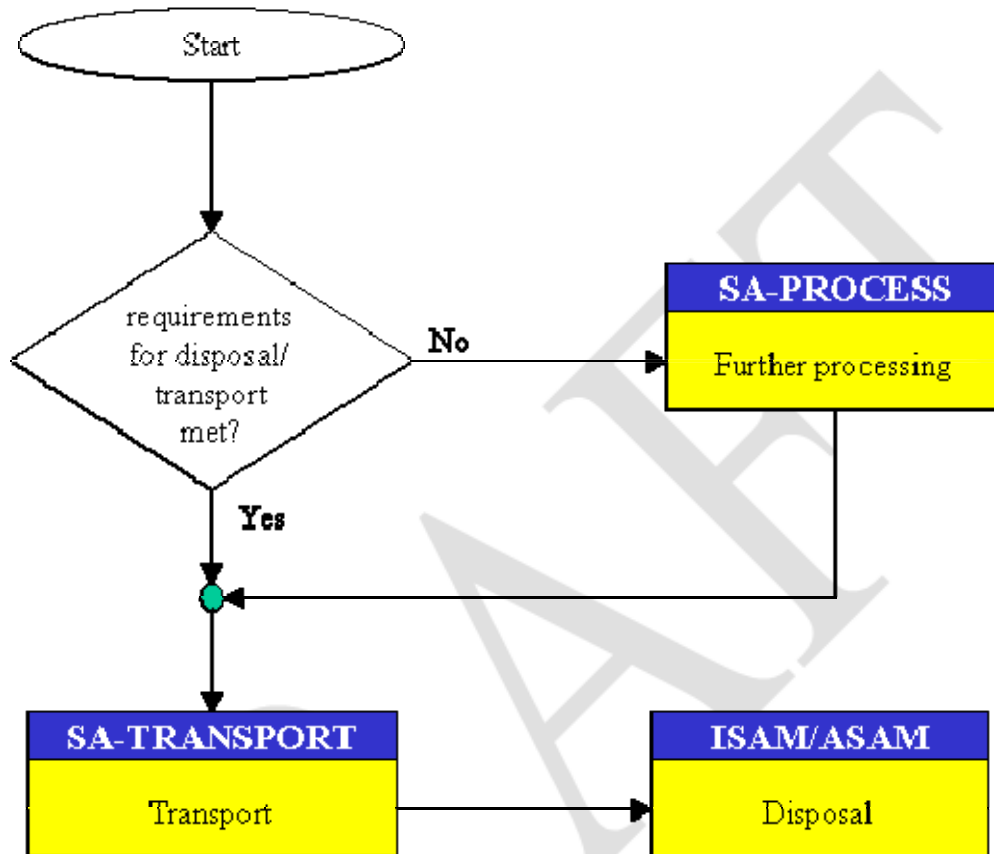 Start
requirements
for disposal/
transport
met?
No
SA-PROCESS
Further processing
Yes
SA-TRANSPORT
Transport
ISAM/ASAM
Disposal